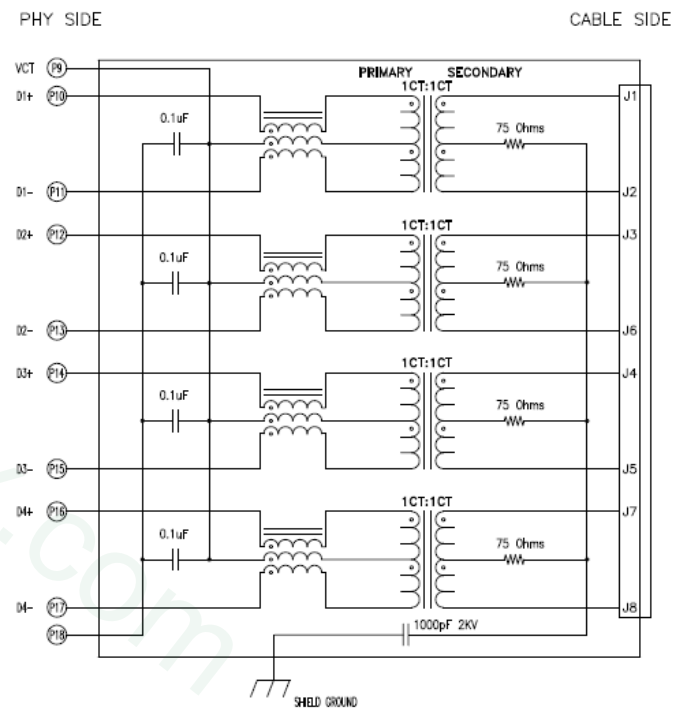 PHY SIDE CABLE SIDE
VCT P9
PRIMARY SECONDARY
1CT:1CT
D1+ P10 J1
0.1uF 75 Ohms
D1- P11 J2
1CT:1CT
D2+ P12 J3
0.1uF 75 Ohms
D2- P13 J6
1CT:1CT
D3+ P14 J4
0.1uF 75 Ohms
D3- P15 J5
1CT:1CT
D4+ P16 J7
0.1uF 75 Ohms
D4- P17 J8
P18 1000pF 2KV
SHIELD GROUND
.com